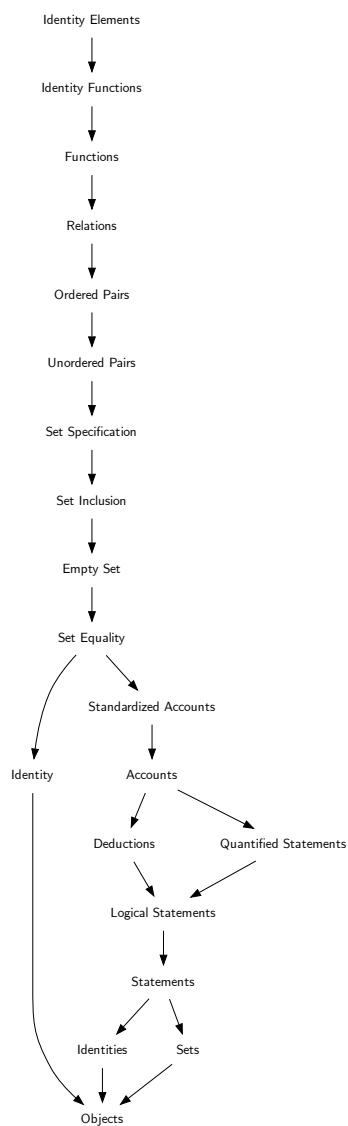 Identity Elements
Identity Functions
Functions
Relations
Ordered Pairs
Unordered Pairs
Set Specification
Set Inclusion
Empty Set
Set Equality
Standardized Accounts
Identity
Accounts
Deductions
Quantified Statements
Logical Statements
Statements
Identities
Sets
Objects